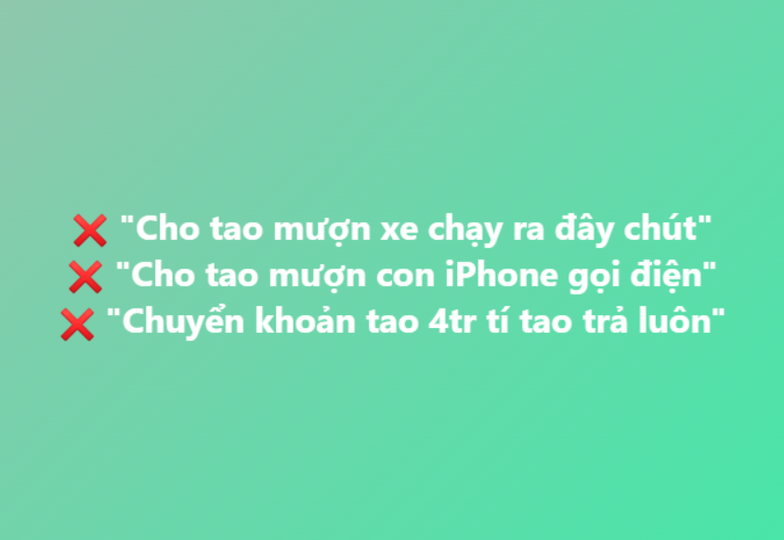 ❌ "Cho tao mượn xe chạy ra đây chút"
❌ "Cho tao mượn con iPhone gọi điện"
❌ "Chuyển khoản tao 4tr tí tao trả luôn"